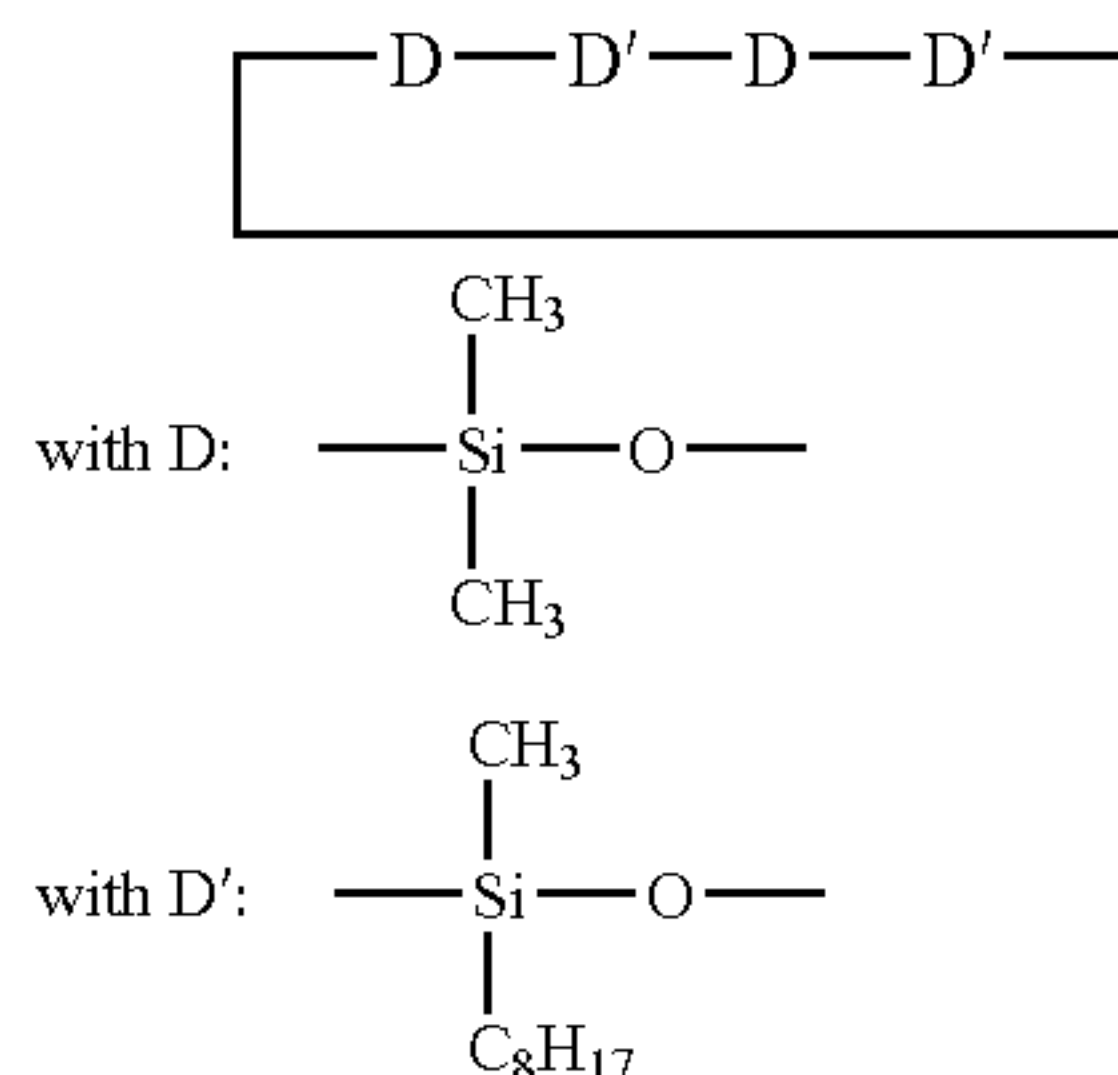 D D′ D D′
CH₃
with D: Si O
CH₃
CH₃
with D′: Si O
C₈H₁₇